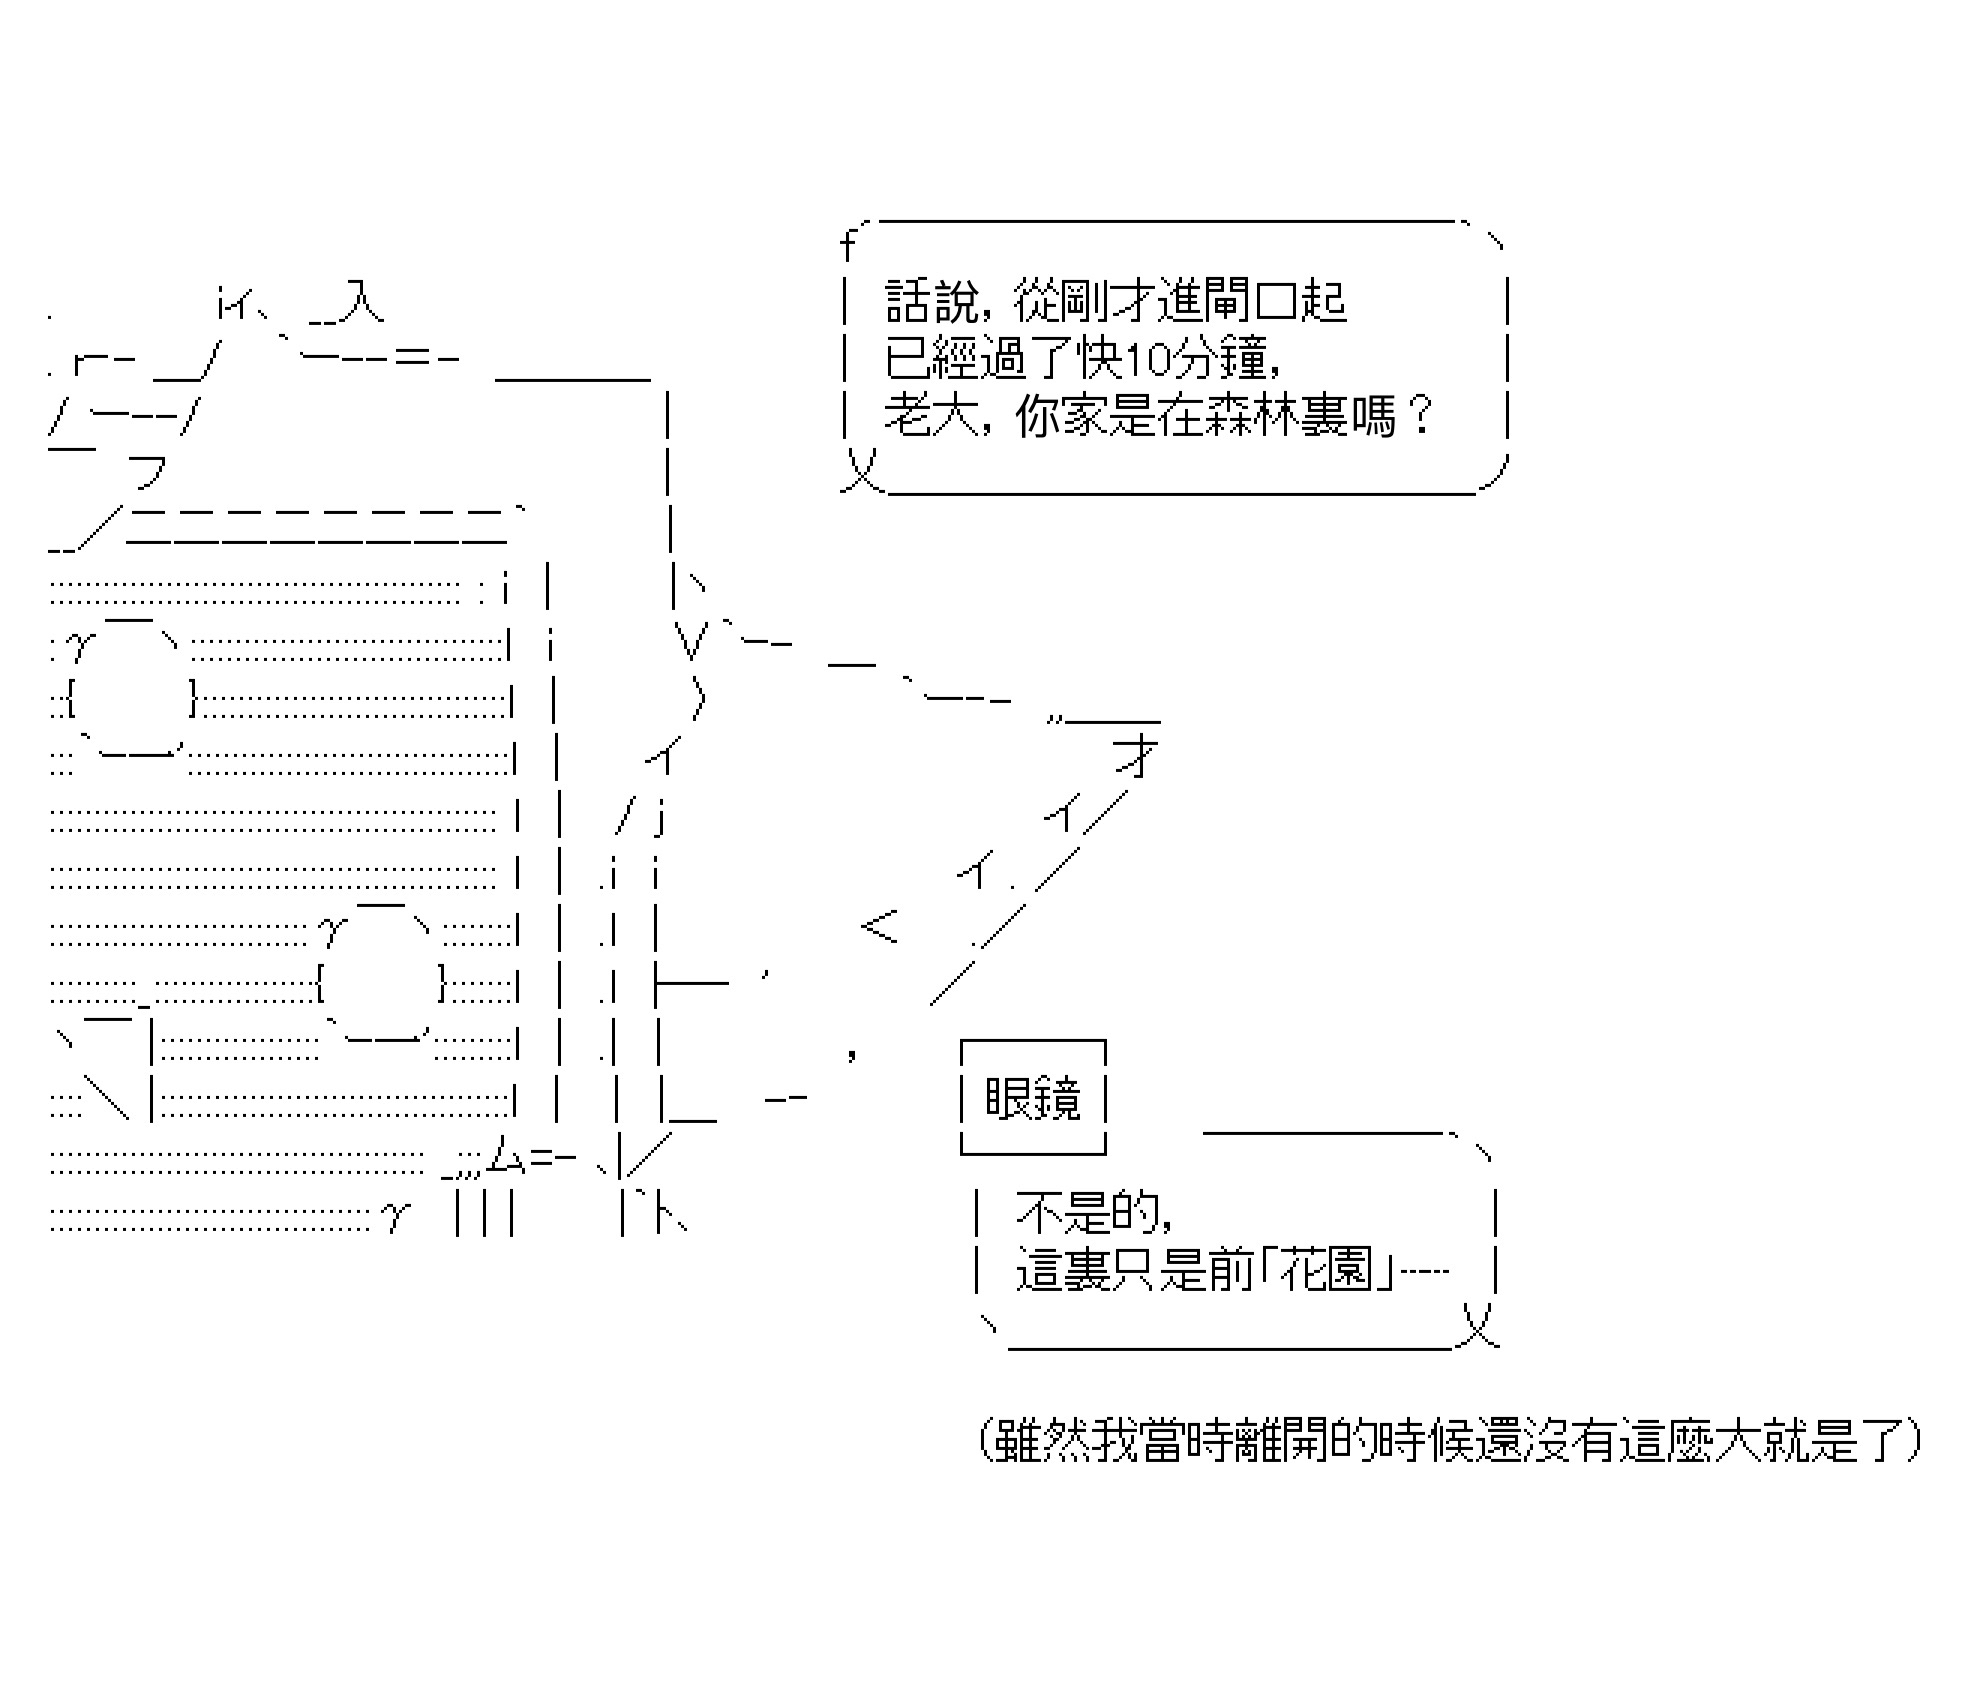 話說，從剛才進閘口起
已經過了快10分鐘，
老大，你家是在森林裏嗎？
眼鏡
不是的，
這裏只是前「花園」……
（雖然我當時離開的時候還沒有這麼大就是了）